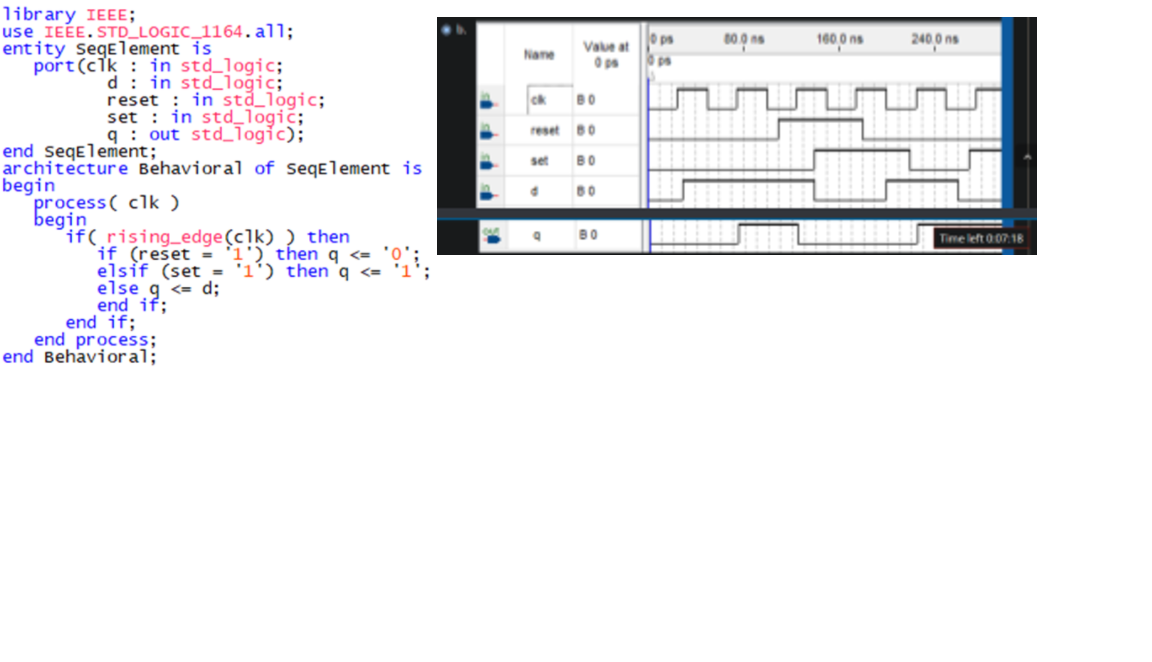 library IEEE;
use IEEE.STD_LOGIC_1164.all;
entity SeqElement is
port(clk : in std_logic;
d : in std_logic;
reset : in std_logic;
set : in std_logic;
q : out std_logic);
end SeqElement;
architecture Behavioral of SeqElement is
begin
process( clk )
begin
if( rising_edge(clk) ) then
if (reset = '1') then q <= '0';
elsif (set = '1') then q <= '1';
else q <= d;
end if;
end if;
end process;
end Behavioral;
b.
Name
Value at
0 ps
0 ps 80.0 ns 160.0 ns 240.0 ns
0 ps
in clk B 0
in reset B 0
in set B 0
in d B 0
out q B 0
Time left 0:07:18